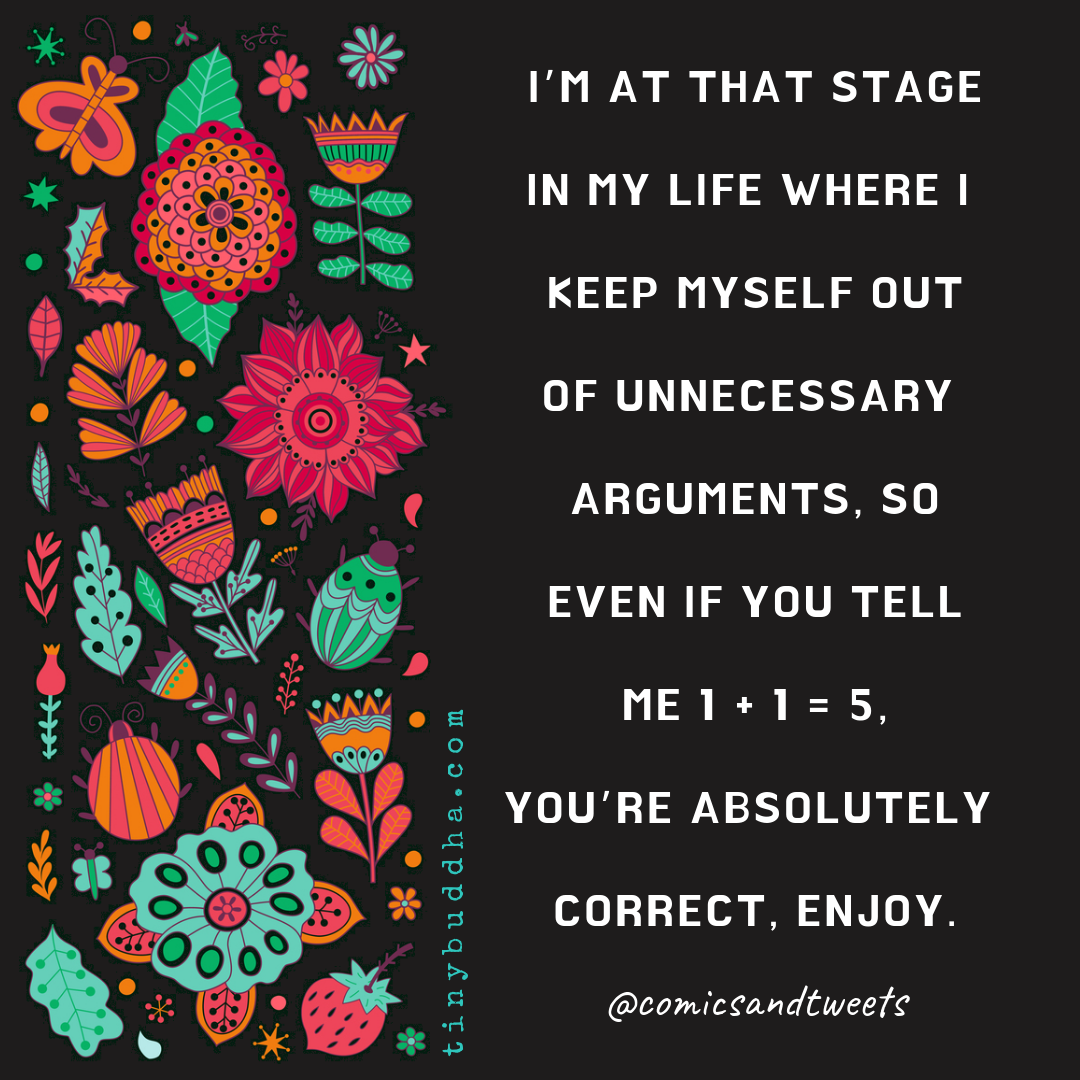 I'M AT THAT STAGE
IN MY LIFE WHERE I
KEEP MYSELF OUT
OF UNNECESSARY
ARGUMENTS, SO
EVEN IF YOU TELL
ME 1 + 1 = 5,
YOU'RE ABSOLUTELY
CORRECT, ENJOY.
@comicsandtweets
tinybuddha.com